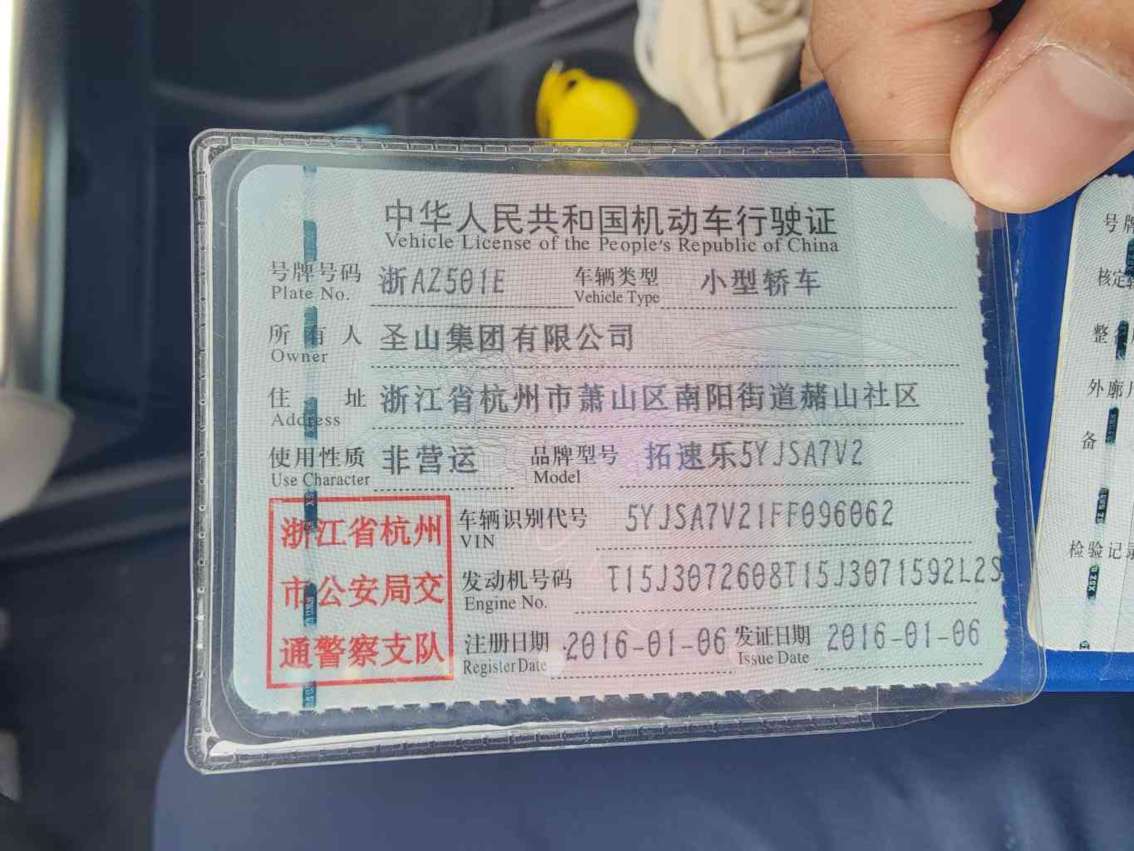 中华人民共和国机动车行驶证
Vehicle License of the People's Republic of China
号牌号码 浙AZ501E 车辆类型 小型轿车
Plate No. Vehicle Type
所有人 圣山集团有限公司
Owner
住址 浙江省杭州市萧山区南阳街道赭山社区
Address
使用性质 非营运 品牌型号 拓速乐5YJSA7V2
Use Character Model
浙江省杭州
市公安局交
通警察支队
车辆识别代号 5YJSA7V21FF096062
VIN
发动机号码 T15J3072608T15J3071592L2S
Engine No.
注册日期 2016-01-06 发证日期 2016-01-06
Register Date Issue Date
号牌
核定
整
外廓
备
检验记录